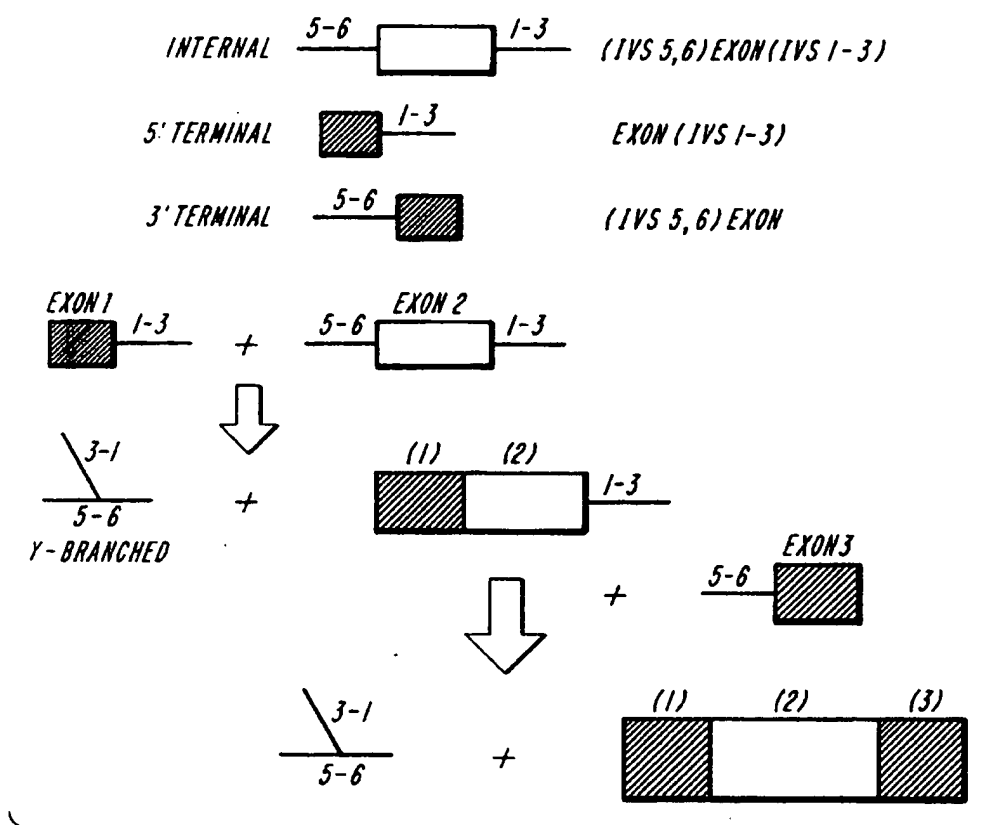 INTERNAL 5-6 1-3 (IVS 5,6)EXON(IVS 1-3)
5' TERMINAL 1-3 EXON(IVS 1-3)
3' TERMINAL 5-6 (IVS 5,6)EXON
EXON 1 1-3 + 5-6 EXON 2 1-3
3-1
5-6
Y-BRANCHED
+
(1) (2) 1-3
+
EXON 3
5-6
3-1
5-6
+
(1) (2) (3)